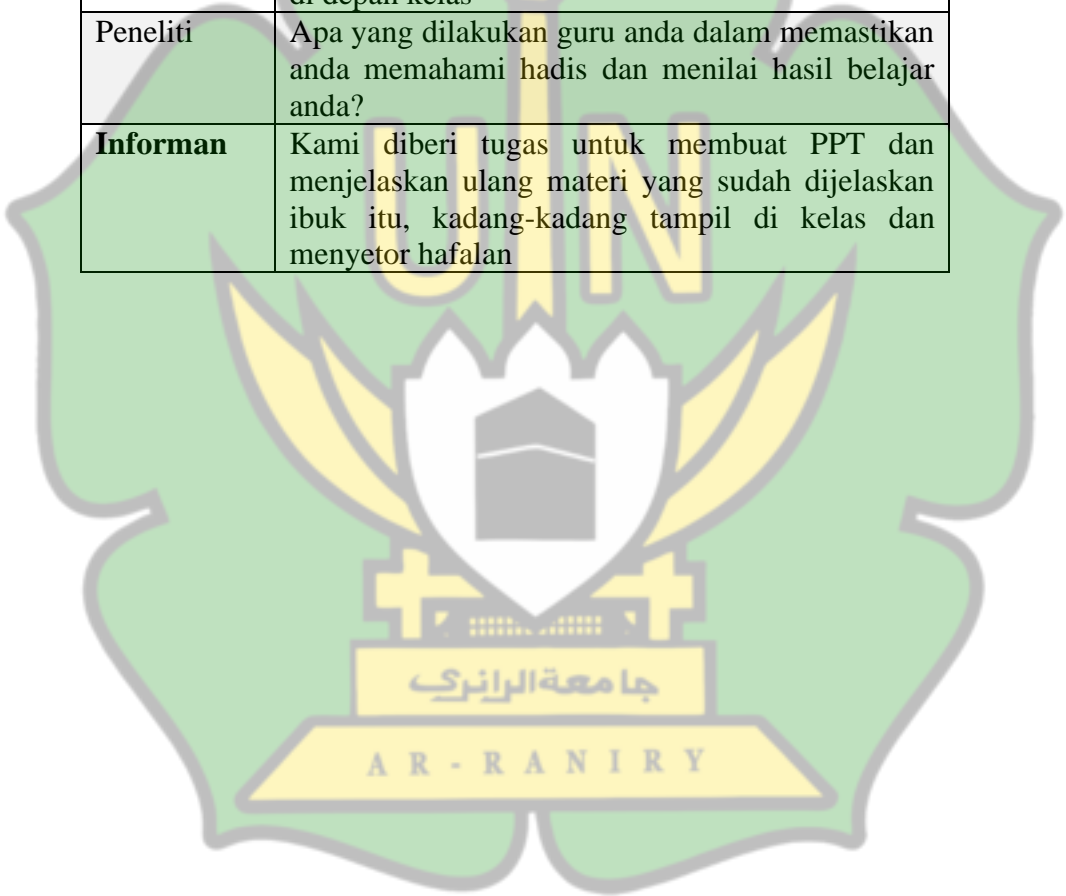 di depan kelas
Peneliti Apa yang dilakukan guru anda dalam memastikan
anda memahami hadis dan menilai hasil belajar
anda?
Informan Kami diberi tugas untuk membuat PPT dan
menjelaskan ulang materi yang sudah dijelaskan
ibuk itu, kadang-kadang tampil di kelas dan
menyetor hafalan
UIN
جامعةالرانري
AR-RANIRY